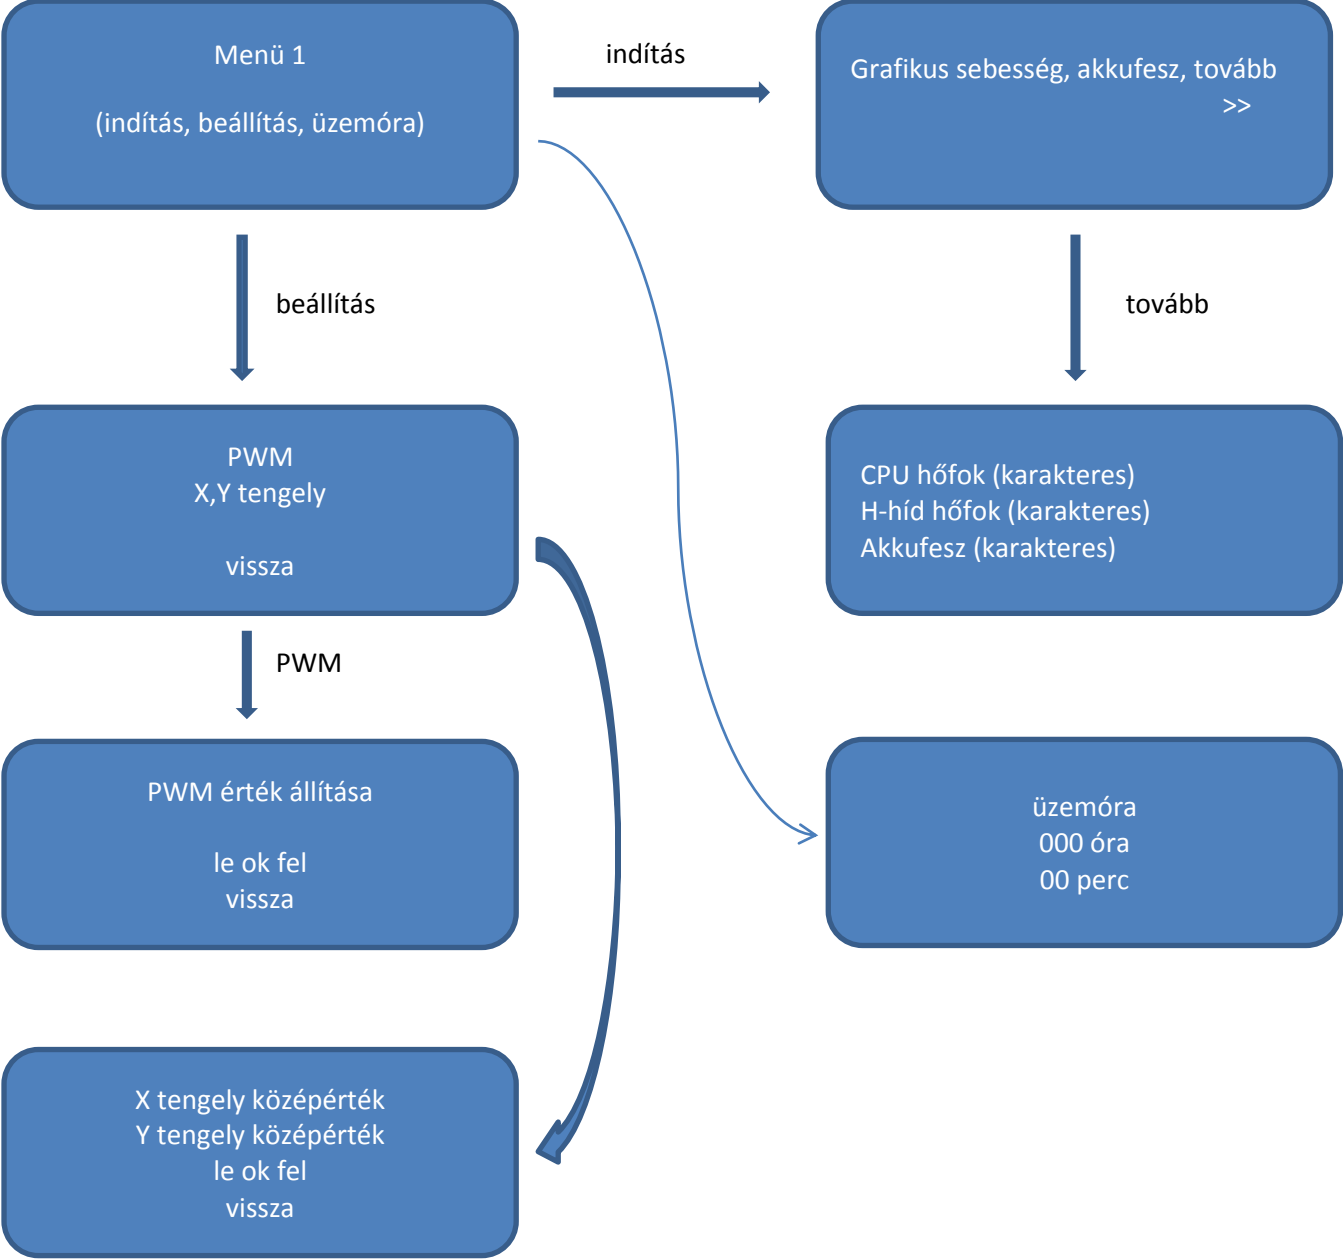 Menü 1
(indítás, beállítás, üzemóra)
indítás
Grafikus sebesség, akkufesz, tovább
>>
beállítás
tovább
PWM
X,Y tengely
vissza
CPU hőfok (karakteres)
H-híd hőfok (karakteres)
Akkufesz (karakteres)
PWM
PWM érték állítása
le ok fel
vissza
üzemóra
000 óra
00 perc
X tengely középérték
Y tengely középérték
le ok fel
vissza